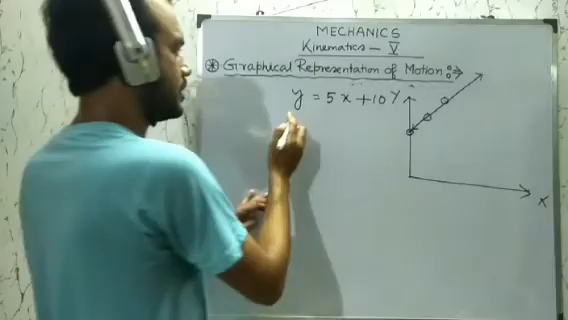 MECHANICS
Kinematics - V
Graphical Representation of Motion :→
y = 5x + 10
Y
X